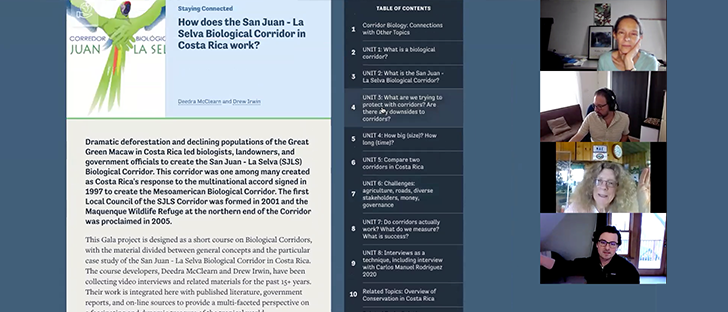 CORREDOR BIOLÓGIC
JUAN LA SEL
Staying Connected
How does the San Juan - La
Selva Biological Corridor in
Costa Rica work?
Deedra McClearn and Drew Irwin
Dramatic deforestation and declining populations of the Great
Green Macaw in Costa Rica led biologists, landowners, and
government officials to create the San Juan - La Selva (SJLS)
Biological Corridor. This corridor was one among many created
as Costa Rica's response to the multinational accord signed in
1997 to create the Mesoamerican Biological Corridor. The first
Local Council of the SJLS Corridor was formed in 2001 and the
Maquenque Wildlife Refuge at the northern end of the Corridor
was proclaimed in 2005.
This Gala project is designed as a short course on Biological Corridors,
with the material divided between general concepts and the particular
case study of the San Juan - La Selva Biological Corridor in Costa Rica.
The course developers, Deedra McClearn and Drew Irwin, have been
collecting video interviews and related materials for the past 15+ years.
Their work is integrated here with published literature, government
reports, and on-line sources to provide a multi-faceted perspective on
TABLE OF CONTENTS
1 Corridor Biology: Connections
with Other Topics
2 UNIT 1: What is a biological
corridor?
3 UNIT 2: What is the San Juan -
La Selva Biological Corridor?
4 UNIT 3: What are we trying to
protect with corridors? Are
there any downsides to
corridors?
5 UNIT 4: How big (size)? How
long (time)?
6 UNIT 5: Compare two
corridors in Costa Rica
7 UNIT 6: Challenges:
agriculture, roads, diverse
stakeholders, money,
governance
8 UNIT 7: Do corridors actually
work? What do we measure?
What is success?
9 UNIT 8: Interviews as a
technique, including interview
with Carlos Manuel Rodriguez
2020
10 Related Topics: Overview of
Conservation in Costa Rica